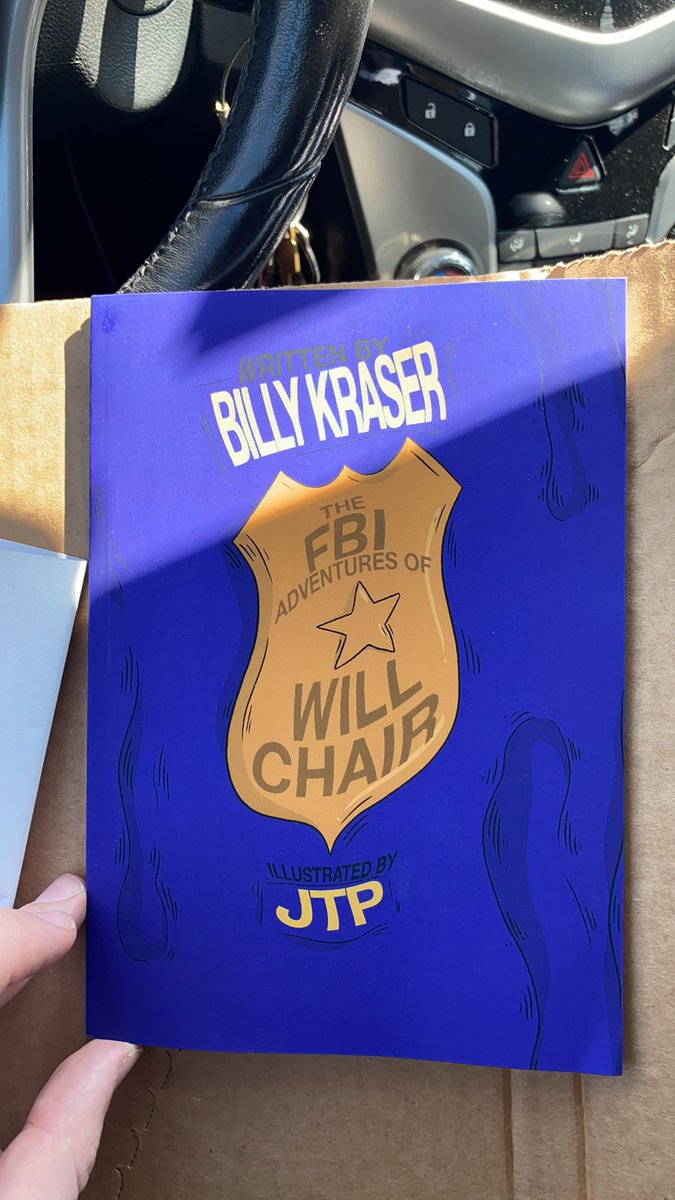 WRITTEN BY
BILLY KRASER
THE
FBI
ADVENTURES OF
WILL
CHAIR
ILLUSTRATED BY
JTP